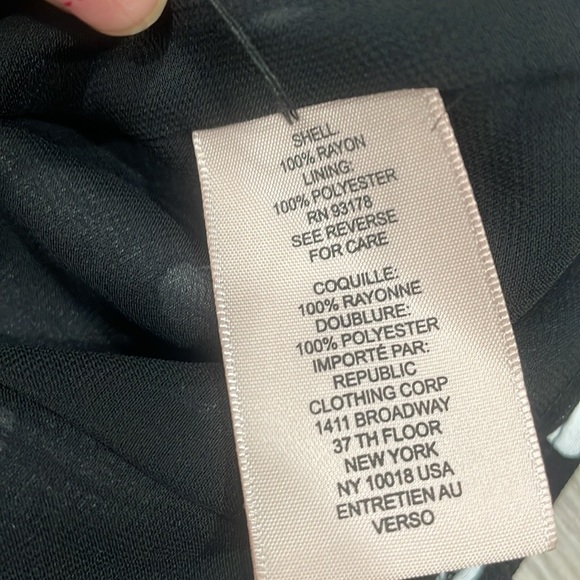 SHELL
100% RAYON
LINING:
100% POLYESTER
RN 93178
SEE REVERSE
FOR CARE
COQUILLE:
100% RAYONNE
DOUBLURE:
100% POLYESTER
IMPORTÉ PAR:
REPUBLIC
CLOTHING CORP
1411 BROADWAY
37 TH FLOOR
NEW YORK
NY 10018 USA
ENTRETIEN AU
VERSO